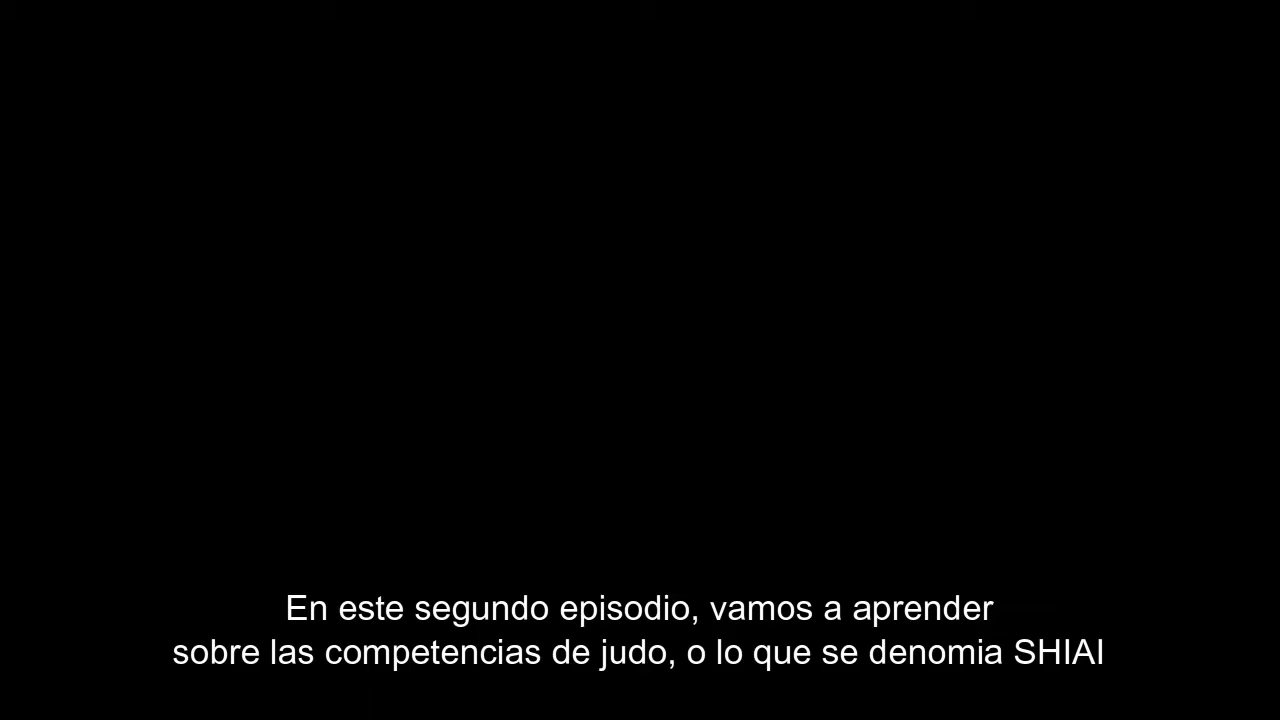 En este segundo episodio, vamos a aprender
sobre las competencias de judo, o lo que se denomia SHIAI